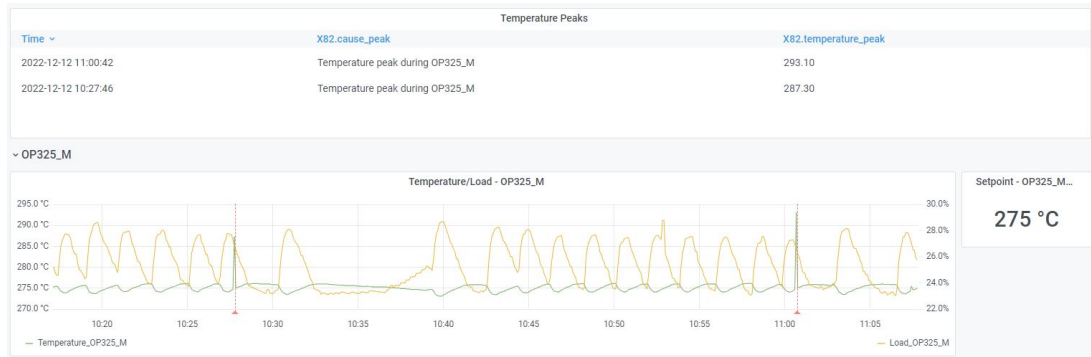 Temperature Peaks
Time X82.cause_peak X82.temperature_peak
2022-12-12 11:00:42 Temperature peak during OP325_M 293.10
2022-12-12 10:27:46 Temperature peak during OP325_M 287.30
OP325_M
Temperature/Load - OP325_M
Setpoint - OP325_M...
275 °C
295.0 °C 30.0%
290.0 °C 28.0%
285.0 °C
26.0%
280.0 °C
275.0 °C 24.0%
270.0 °C 22.0%
10:20 10:25 10:30 10:35 10:40 10:45 10:50 10:55 11:00 11:05
Temperature_OP325_M Load_OP325_M